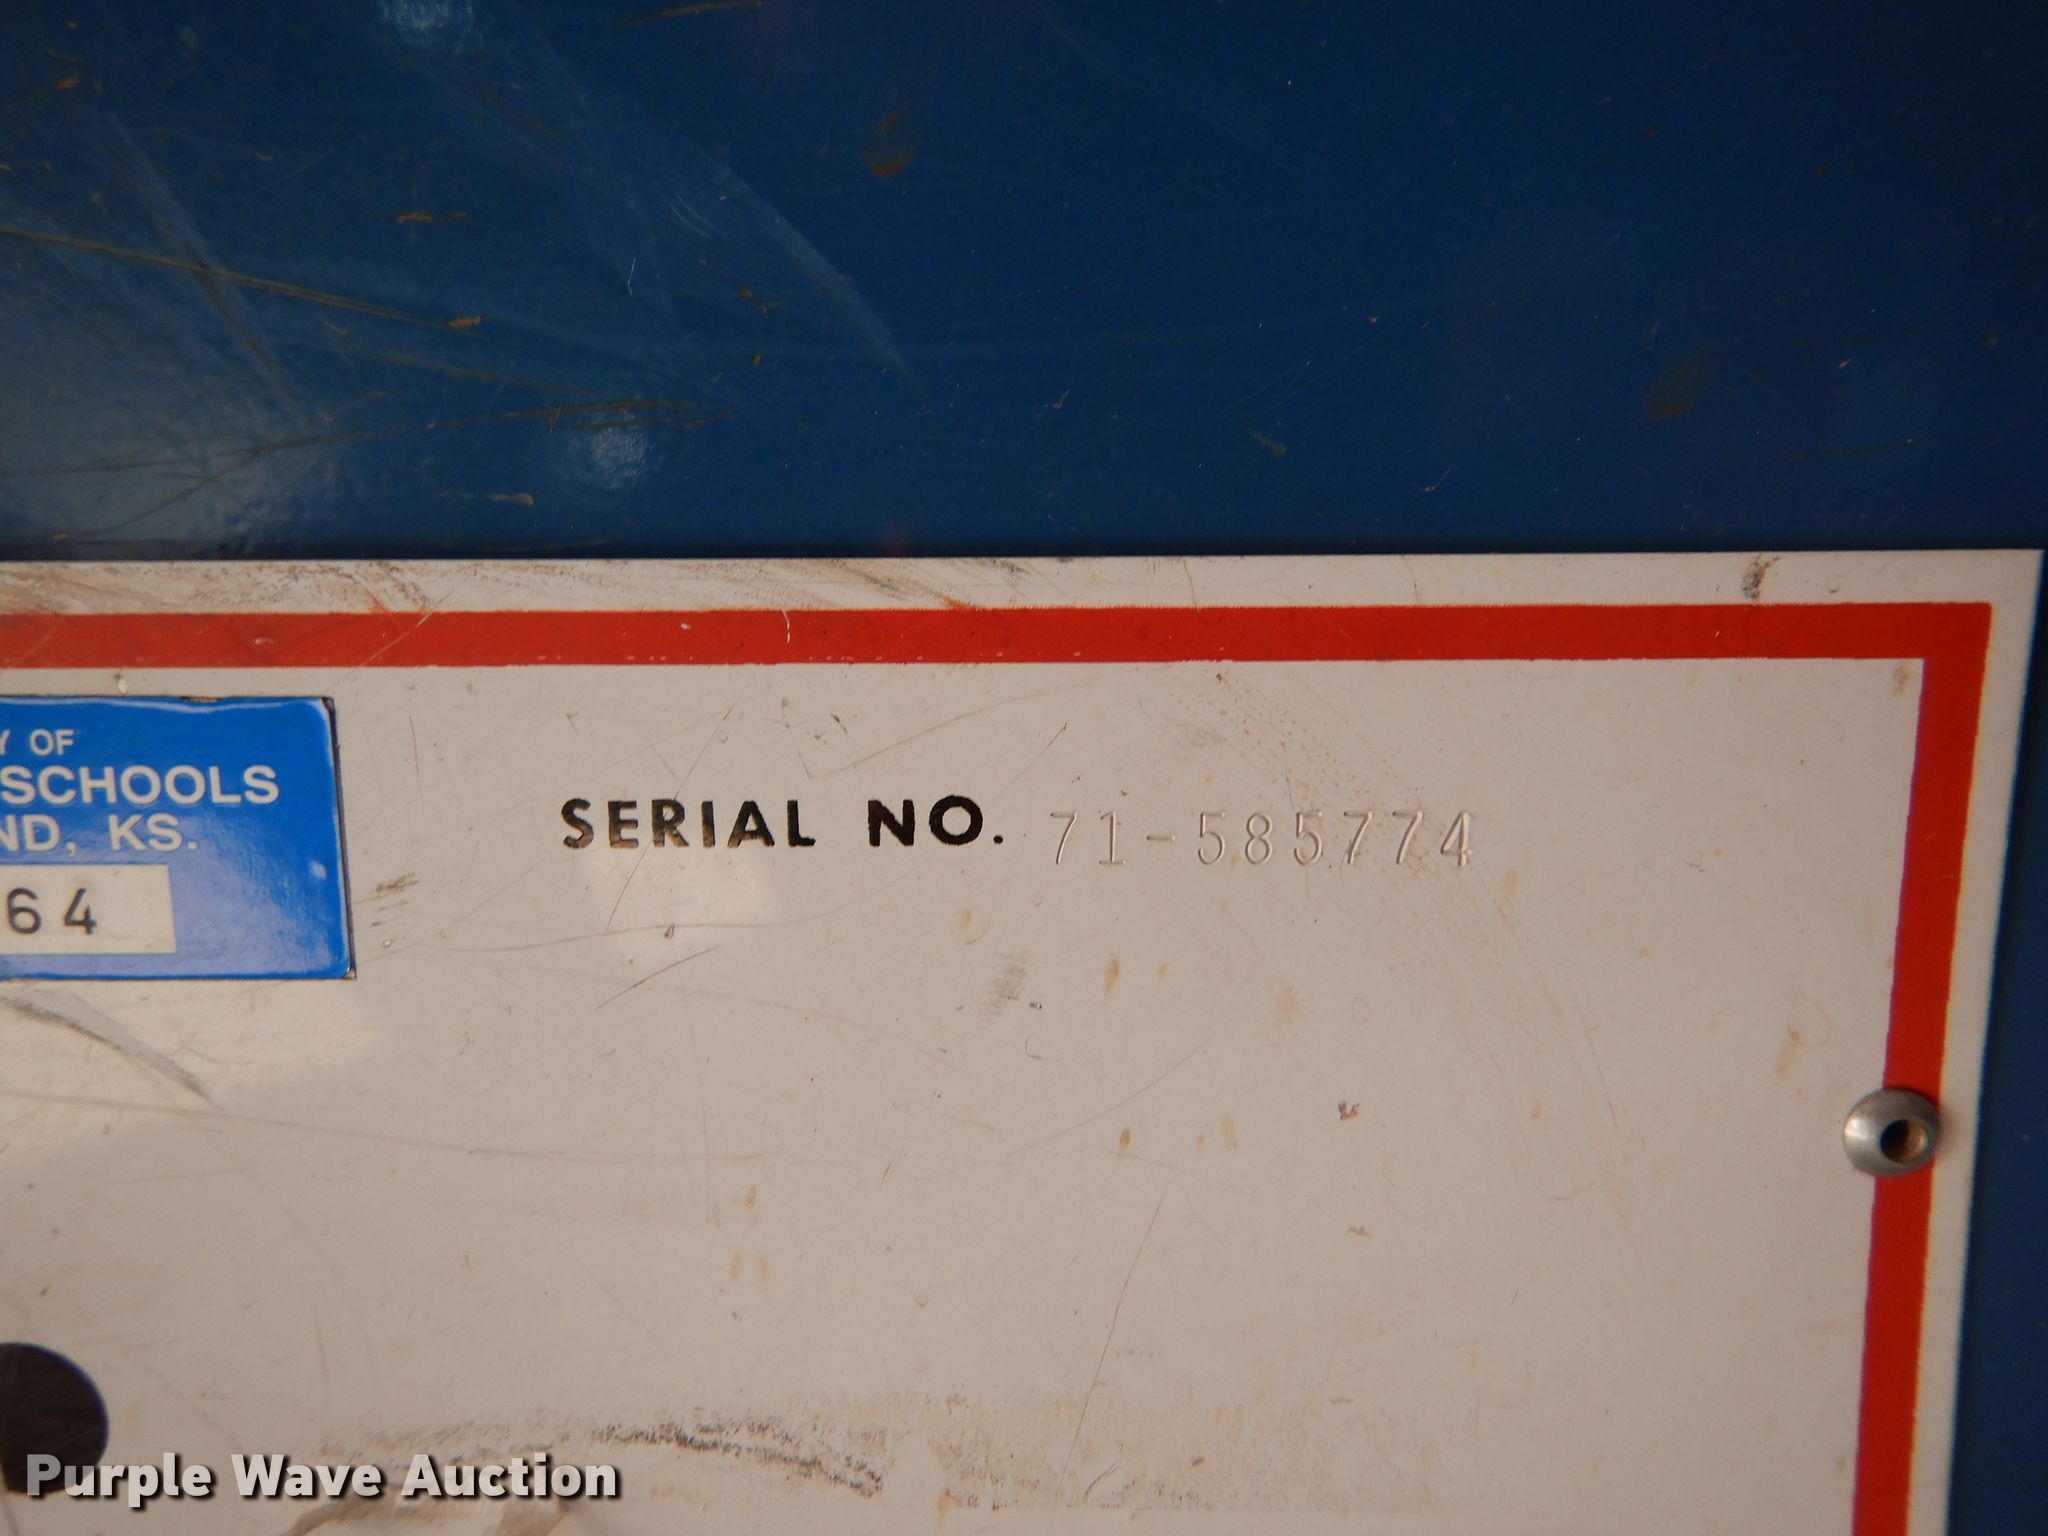 Y OF
SCHOOLS
ND, KS.
64
SERIAL NO. 71-585774
Purple Wave Auction